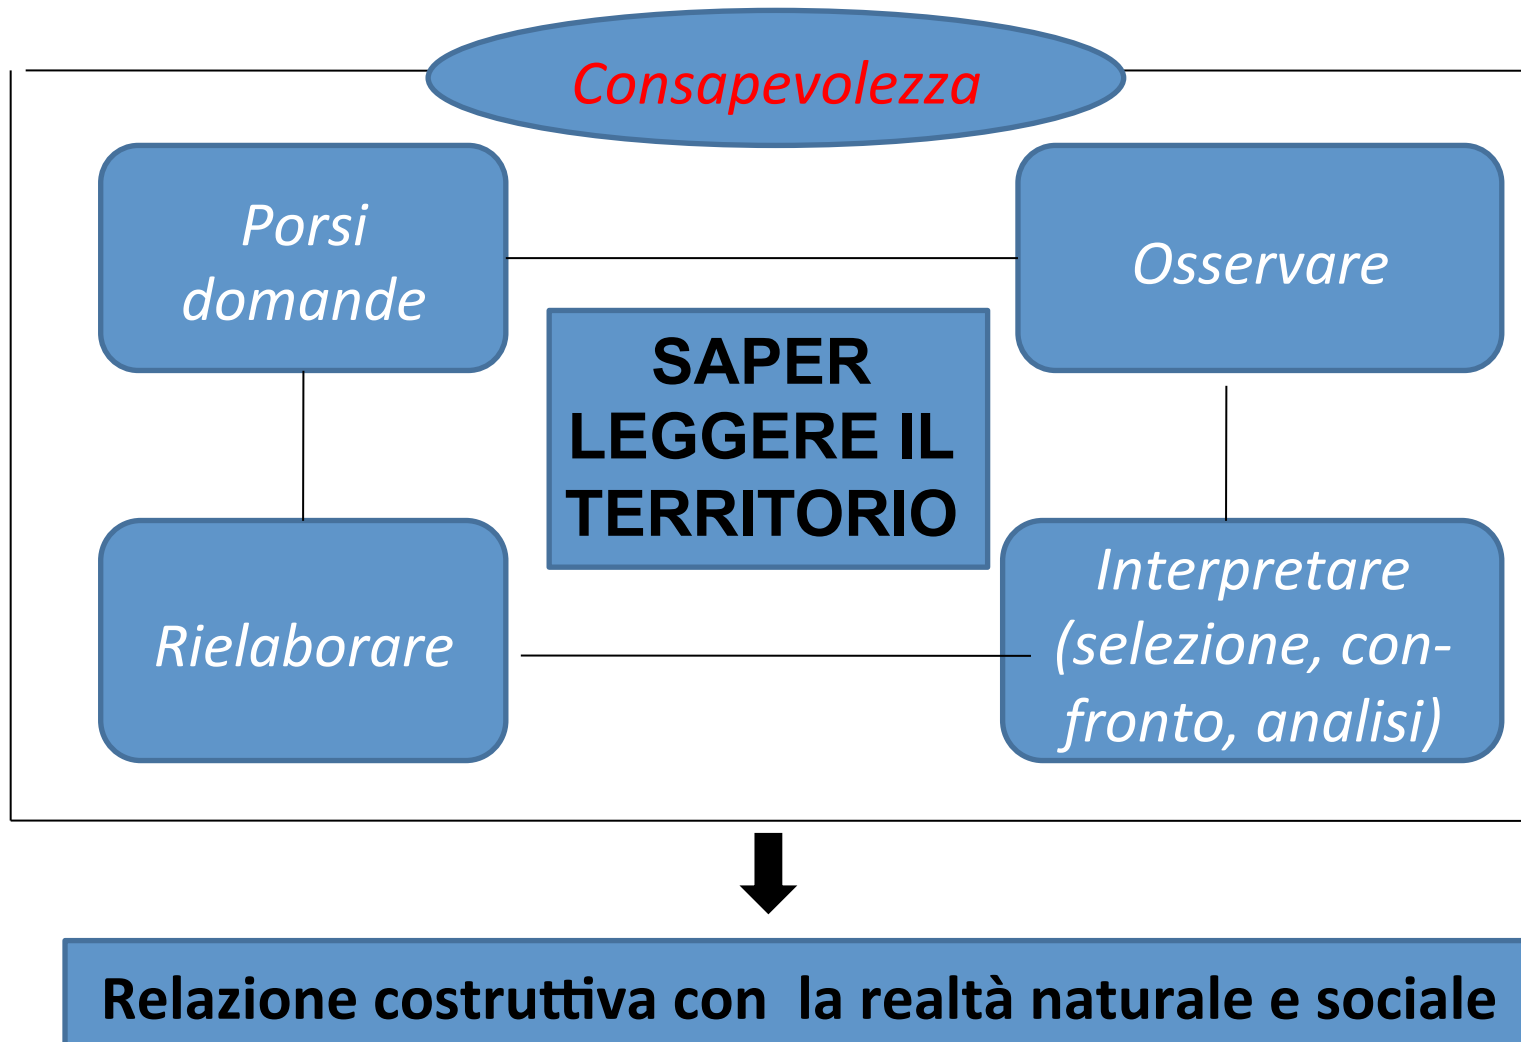 Consapevolezza
Porsi
domande
Osservare
SAPER
LEGGERE IL
TERRITORIO
Rielaborare
Interpretare
(selezione, con-
fronto, analisi)
Relazione costruttiva con  la realtà naturale e sociale